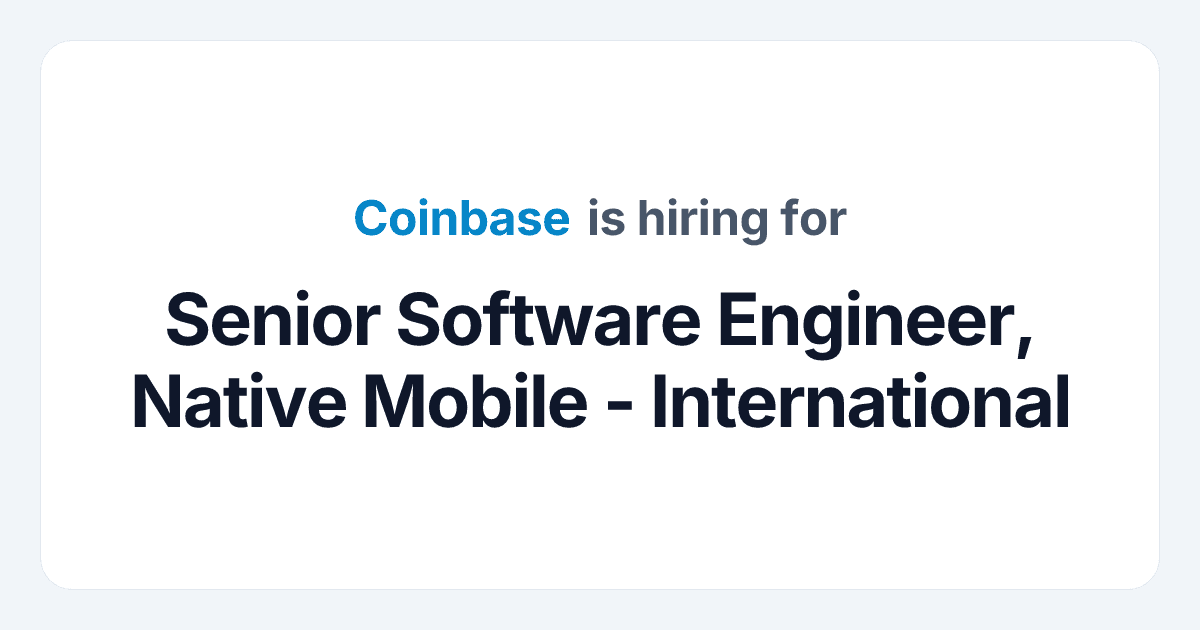 Coinbase is hiring for
Senior Software Engineer,
Native Mobile - International